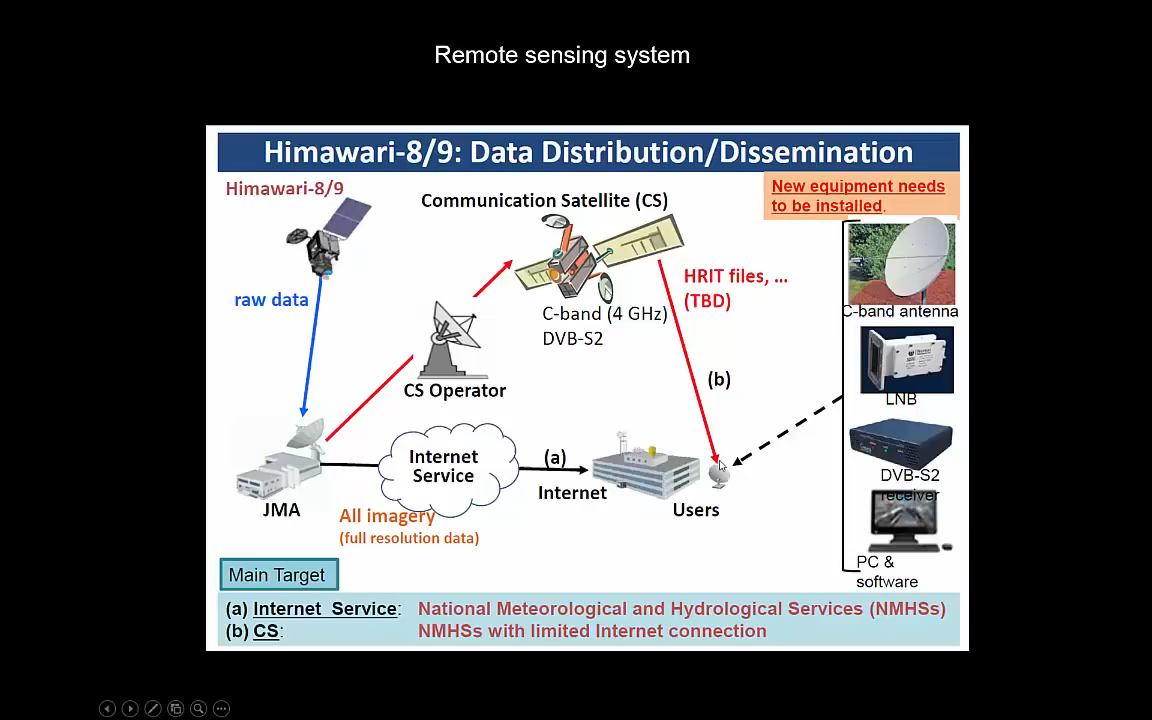 Remote sensing system
Himawari-8/9: Data Distribution/Dissemination
Himawari-8/9
Communication Satellite (CS)
New equipment needs
to be installed.
raw data
HRIT files, ...
(TBD)
C-band (4 GHz)
DVB-S2
C-band antenna
CS Operator
(b)
LNB
Internet
Service
(a)
Internet
DVB-S2
receiver
JMA
Users
All imagery
(full resolution data)
PC &
software
Main Target
(a) Internet Service: National Meteorological and Hydrological Services (NMHSs)
(b) CS: NMHSs with limited Internet connection